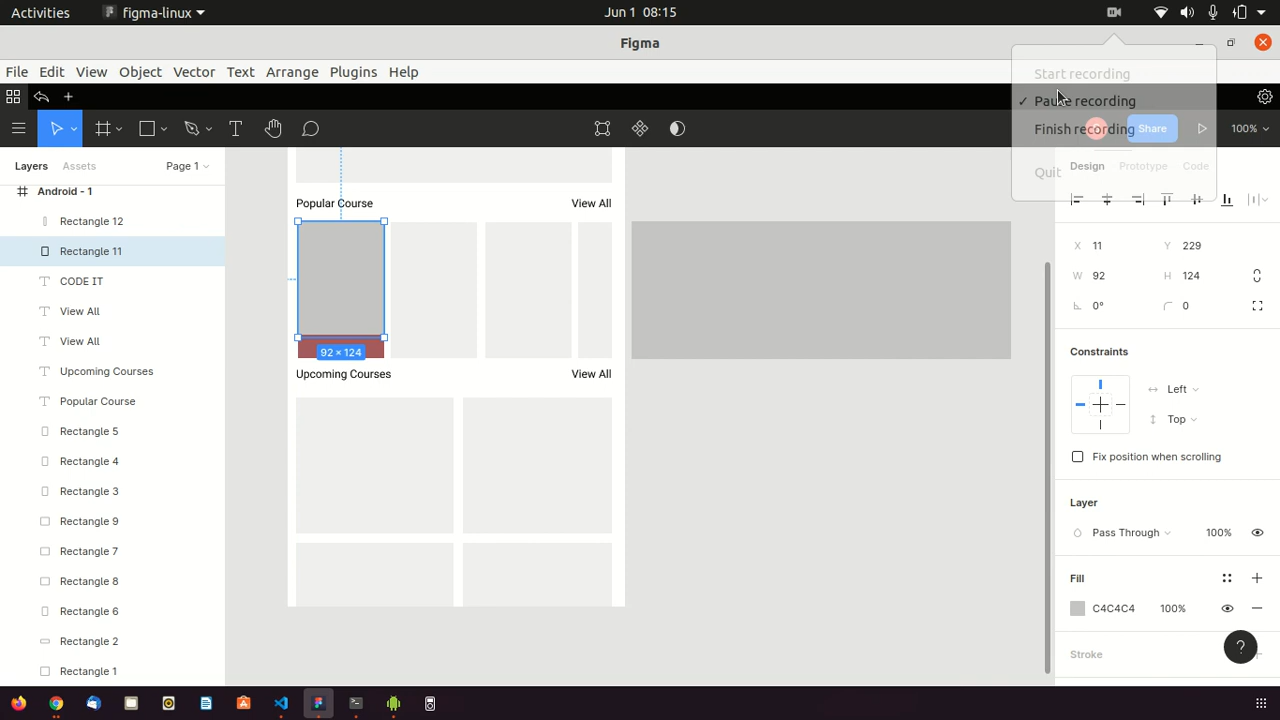 Activities
figma-linux
Jun 1 08:15
Figma
File Edit View Object Vector Text Arrange Plugins Help
Start recording
✓ Pause recording
Finish recording
Quit
Share
100%
Layers Assets Page 1
Design Prototype Code
Android - 1
Rectangle 12
Rectangle 11
CODE IT
View All
View All
Upcoming Courses
Popular Course
Rectangle 5
Rectangle 4
Rectangle 3
Rectangle 9
Rectangle 7
Rectangle 8
Rectangle 6
Rectangle 2
Rectangle 1
Popular Course View All
92 × 124
Upcoming Courses View All
X 11 Y 229
W 92 H 124
0° 0
Constraints
Left
Top
Fix position when scrolling
Layer
Pass Through 100%
Fill
C4C4C4 100%
Stroke
?